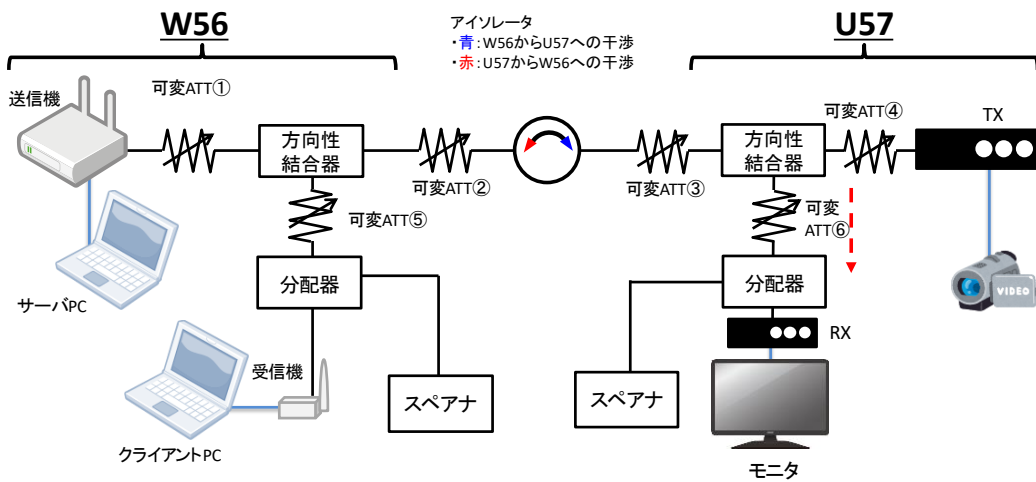 W56
アイソレータ
・青:W56からU57への干渉
・赤:U57からW56への干渉
U57
送信機
可変ATT①
方向性
結合器
可変ATT②
可変ATT③
方向性
結合器
可変ATT④
TX
可変ATT⑤
可変
ATT⑥
分配器
分配器
サーバPC
VIDEO
RX
受信機
スペアナ
スペアナ
クライアントPC
モニタ